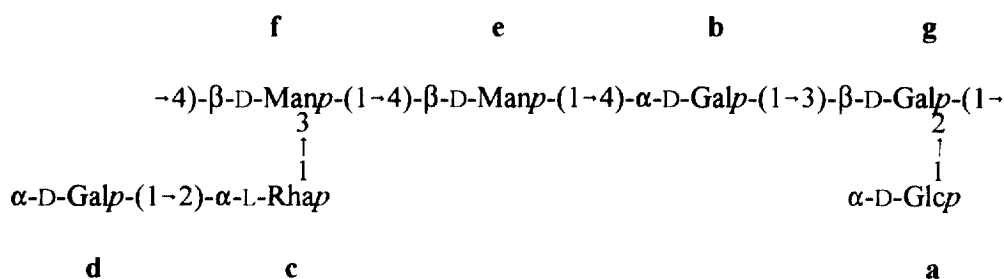 f e b g
→4)-β-D-Manp-(1→4)-β-D-Manp-(1→4)-α-D-Galp-(1→3)-β-D-Galp-(1→
3 2
↑ ↑
1 1
α-D-Galp-(1→2)-α-L-Rhap α-D-Glcp
d c a